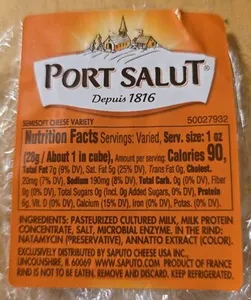 PORT SALUT®
Depuis 1816
SEMISOFT CHEESE VARIETY 50027932
Nutrition Facts Servings: Varied, Serv. size: 1 oz
(28g / About 1 in cube), Amount per serving: Calories 90,
Total Fat 7g (9% DV), Sat. Fat 5g (25% DV), Trans Fat 0g, Cholest.
20mg (7% DV), Sodium 190mg (8% DV), Total Carb. 0g (0% DV), Fiber
0g (0% DV), Total Sugars 0g (Incl. 0g Added Sugars, 0% DV), Protein
6g, Vit. D (0% DV), Calcium (15% DV), Iron (0% DV), Potas. (0% DV).
INGREDIENTS: PASTEURIZED CULTURED MILK, MILK PROTEIN
CONCENTRATE, SALT, MICROBIAL ENZYME. IN THE RIND:
NATAMYCIN (PRESERVATIVE), ANNATTO EXTRACT (COLOR).
EXCLUSIVELY DISTRIBUTED BY SAPUTO CHEESE USA INC.,
LINCOLNSHIRE, IL 60069 WWW.SAPUTO.COM PRODUCT OF FRANCE
RIND IS NOT TO BE EATEN. REMOVE AND DISCARD. KEEP REFRIGERATED.